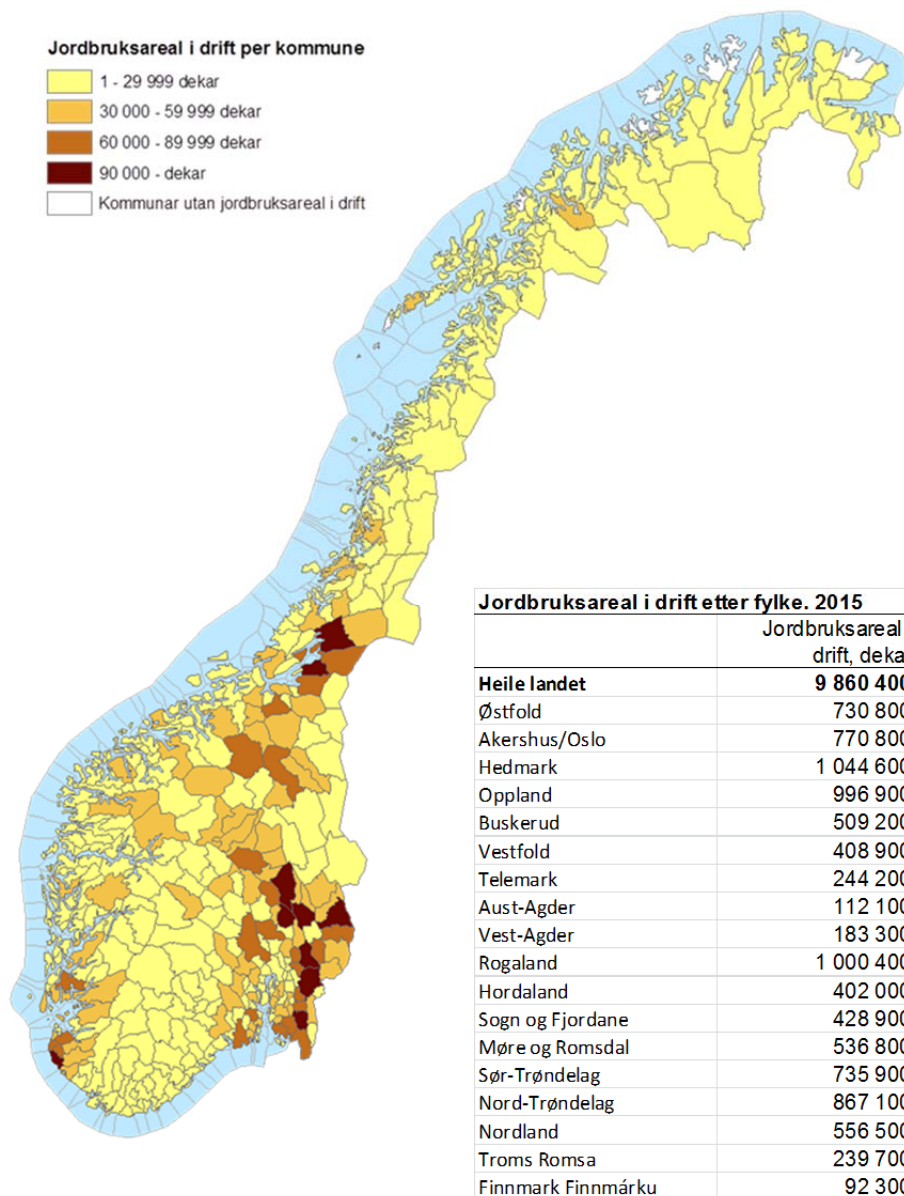 Jordbruksareal i drift per kommune
1 - 29 999 dekar
30 000 - 59 999 dekar
60 000 - 89 999 dekar
90 000 - dekar
Kommunar utan jordbruksareal i drift
Jordbruksareal i drift etter fylke. 2015
Jordbruksareal
drift, deka
Heile landet 9 860 400
Østfold 730 800
Akershus/Oslo 770 800
Hedmark 1 044 600
Oppland 996 900
Buskerud 509 200
Vestfold 408 900
Telemark 244 200
Aust-Agder 112 100
Vest-Agder 183 300
Rogaland 1 000 400
Hordaland 402 000
Sogn og Fjordane 428 900
Møre og Romsdal 536 800
Sør-Trøndelag 735 900
Nord-Trøndelag 867 100
Nordland 556 500
Troms Romsa 239 700
Finnmark Finnmárku 92 300